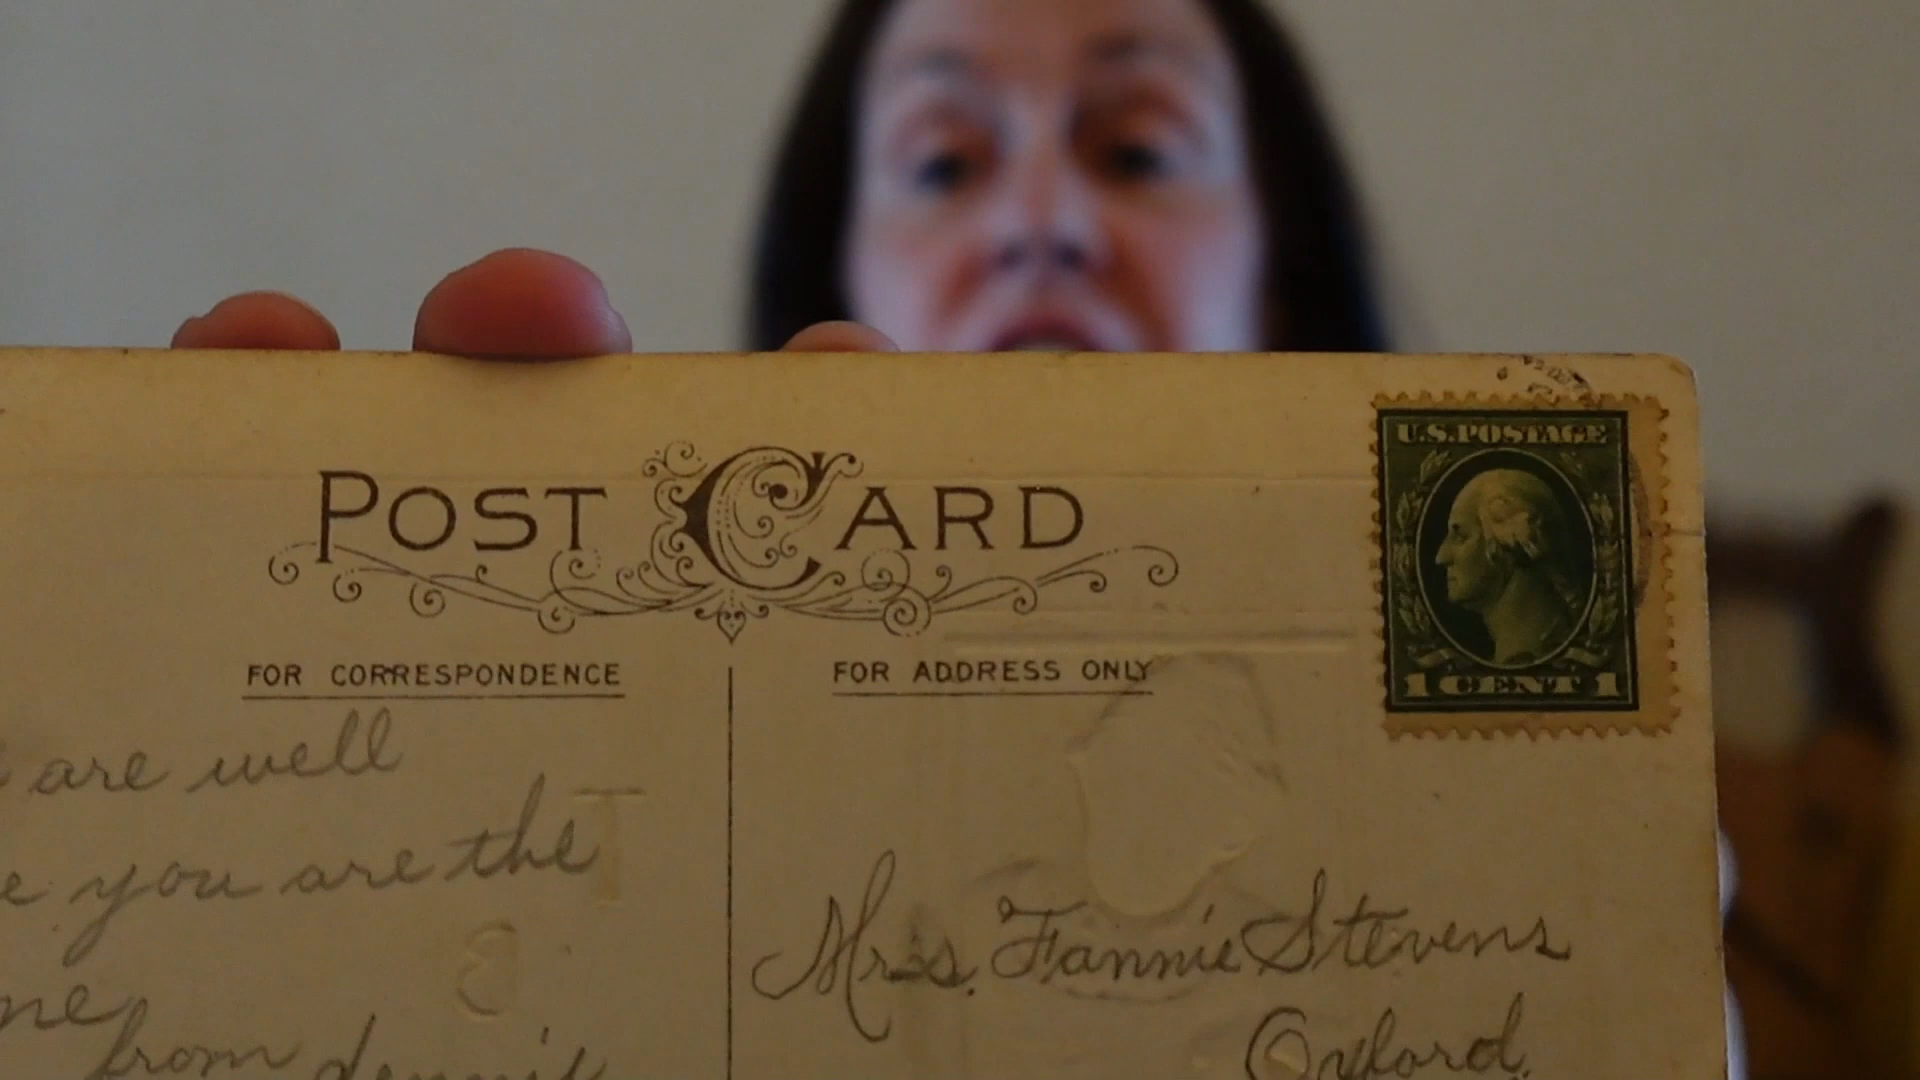 U.S. POSTAGE
POST CARD
FOR CORRESPONDENCE
FOR ADDRESS ONLY
1 CENT 1
are well
you are the
Mrs. Fannie Stevens
from
Oxford,